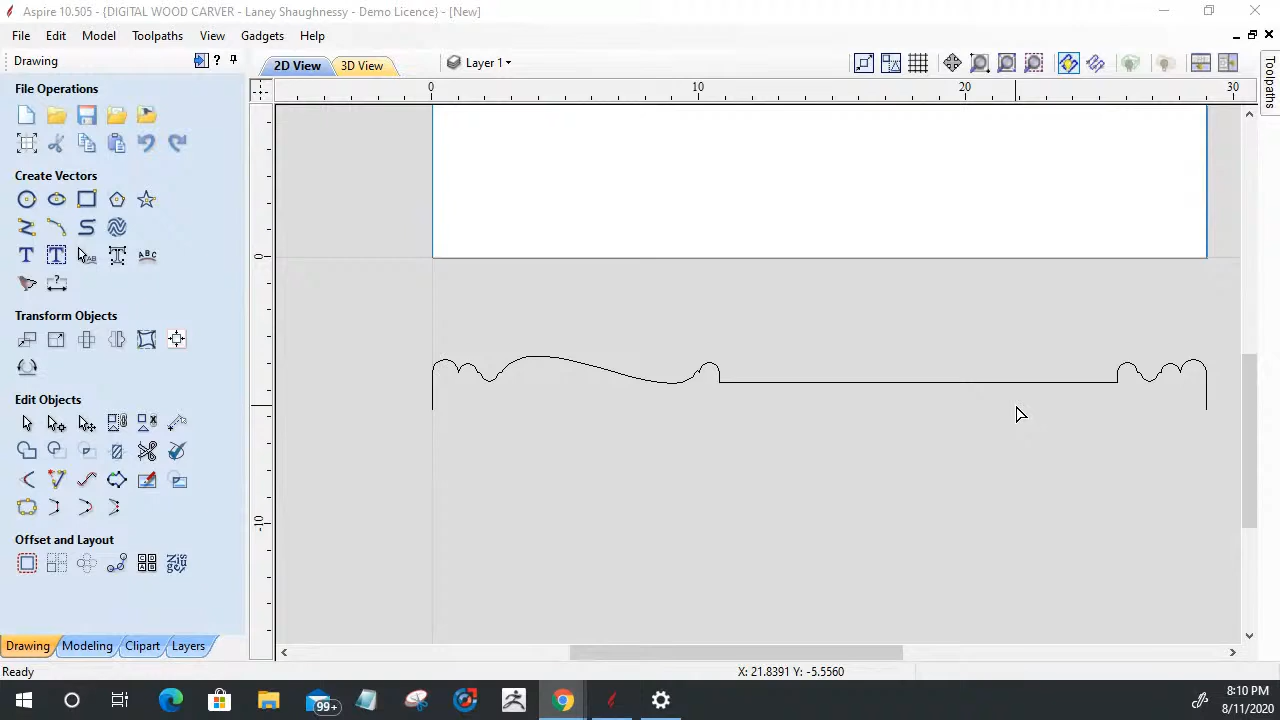 Aspire 10.505 - {DIGITAL WOOD CARVER - Laney Shaughnessy - Demo Licence} - [New]
File Edit Model Toolpaths View Gadgets Help
Drawing
2D View 3D View Layer 1
Toolpaths
0 10 20 30
File Operations
Create Vectors
ABC
0
Transform Objects
Edit Objects
-10
Offset and Layout
Drawing Modeling Clipart Layers
Ready
X: 21.8391 Y: -5.5560
99+
8:10 PM
8/11/2020